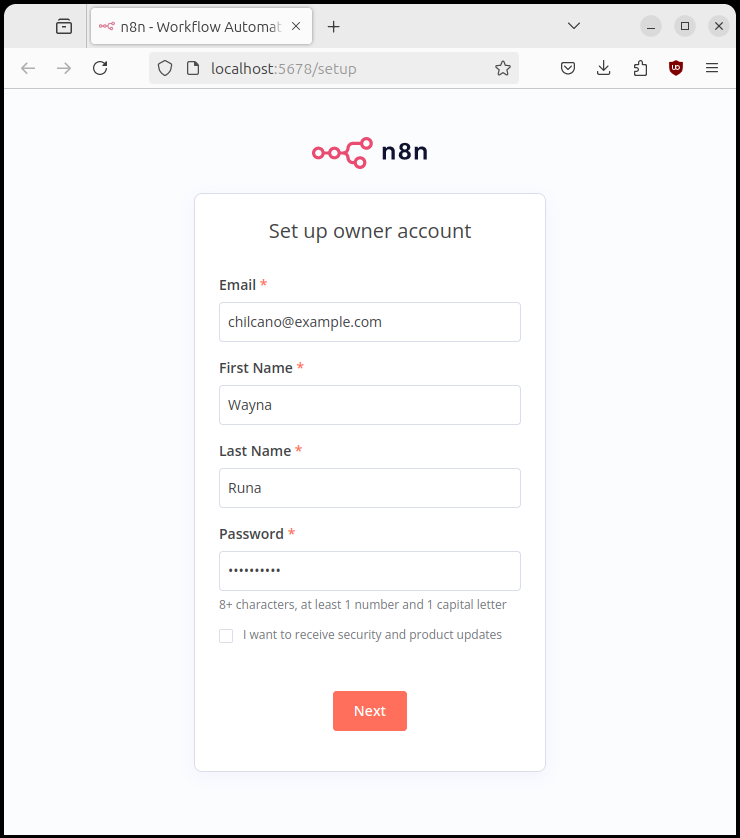 n8n - Workflow Automat
localhost:5678/setup
n8n
Set up owner account
Email *
chilcano@example.com
First Name *
Wayna
Last Name *
Runa
Password *
••••••••••
8+ characters, at least 1 number and 1 capital letter
I want to receive security and product updates
Next